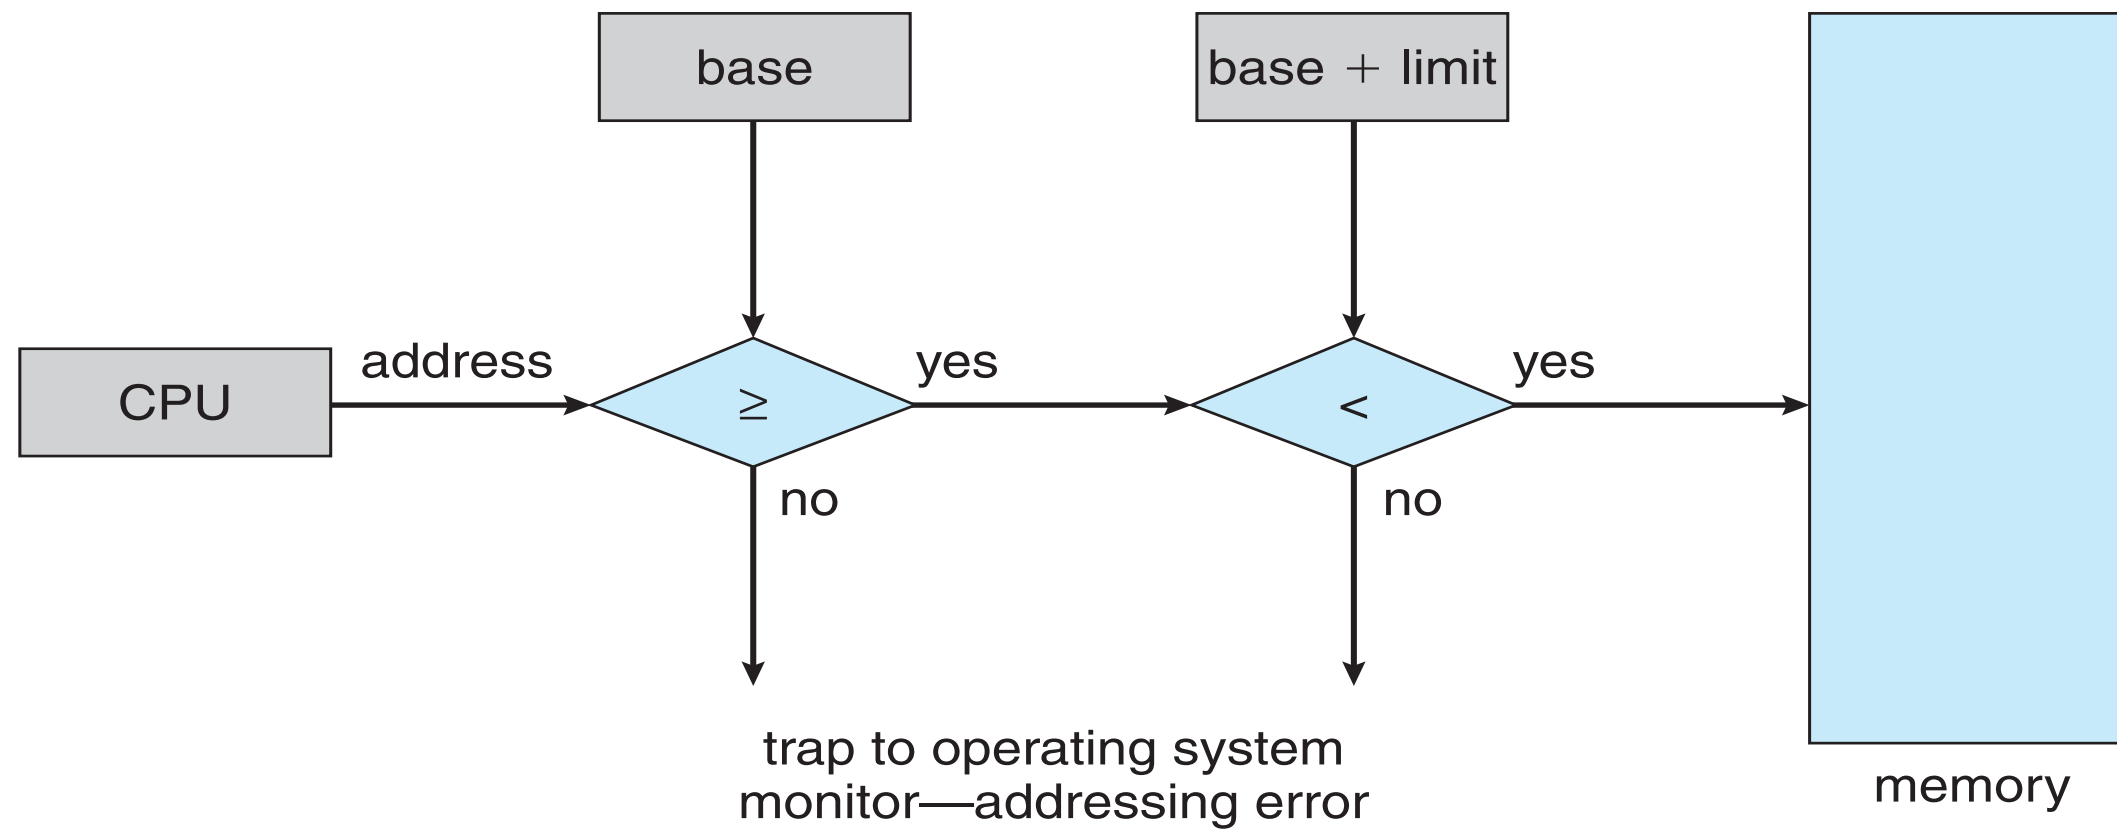 base
base + limit
CPU
address
≥
yes
<
yes
no
no
trap to operating system
monitor—addressing error
memory